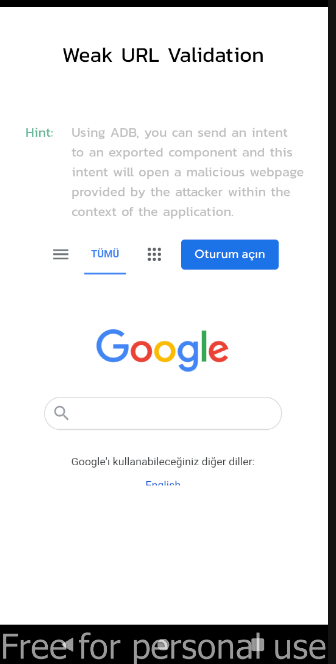 Weak URL Validation
Hint: Using ADB, you can send an intent
to an exported component and this
intent will open a malicious webpage
provided by the attacker within the
context of the application.
TÜMÜ Oturum açın
Google
Google'ı kullanabileceğiniz diğer diller:
English
Free for personal use